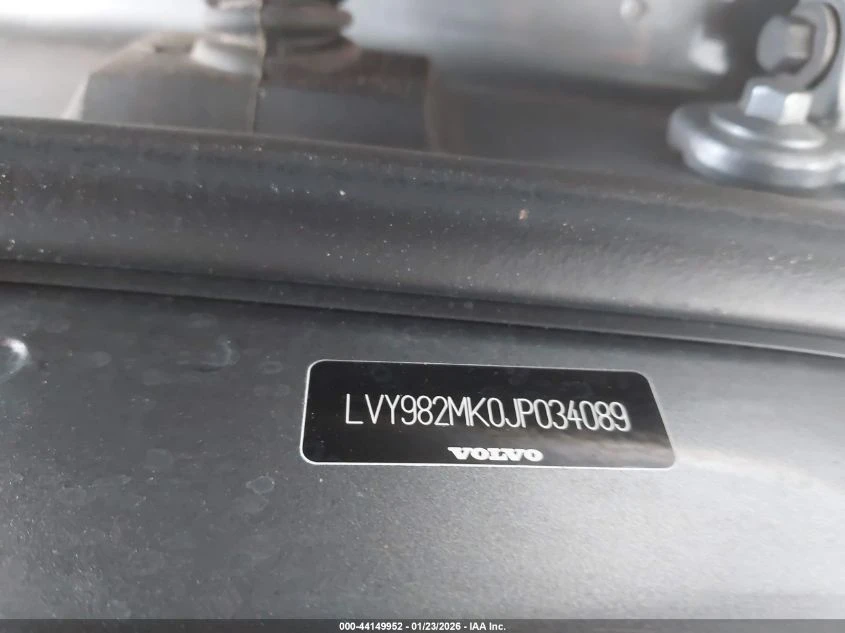 LVY982MK0JP034089
VOLVO
000-44149952 - 01/23/2026 - IAA Inc.